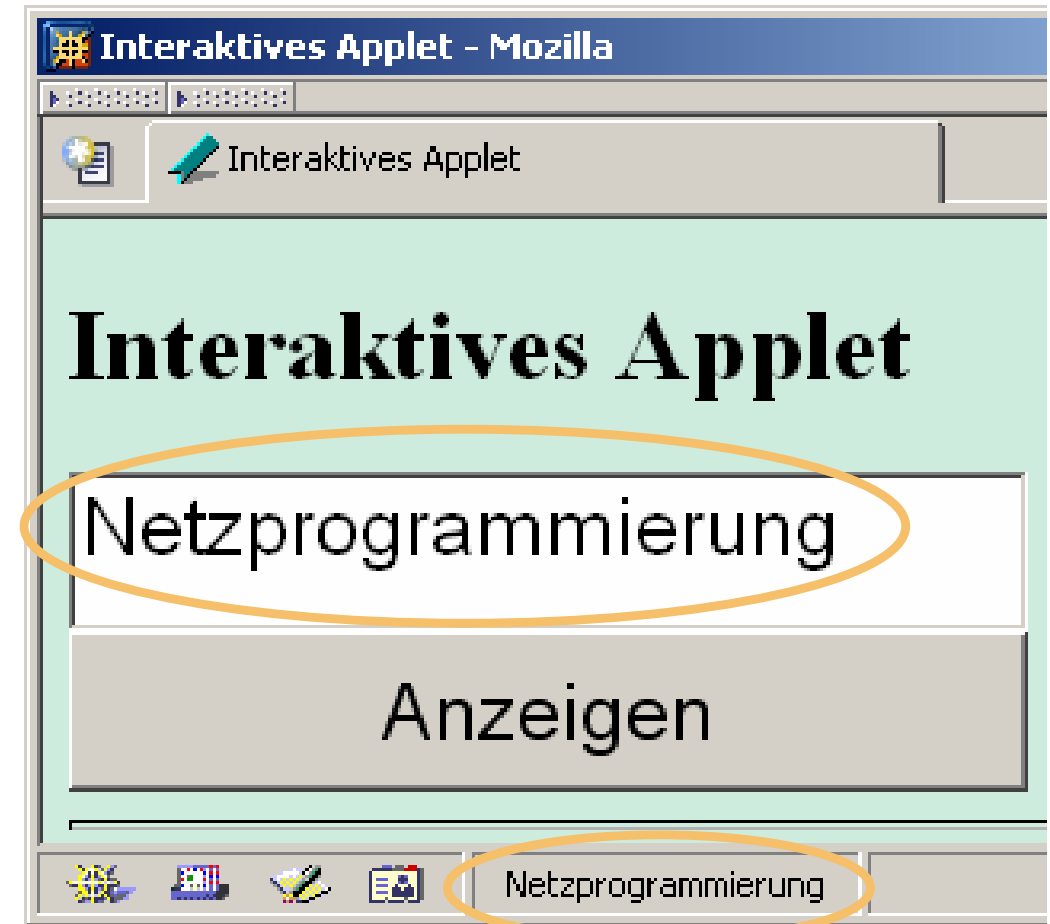 Interaktives Applet - Mozilla
Interaktives Applet
Interaktives Applet
Netzprogrammierung
Anzeigen
Netzprogrammierung